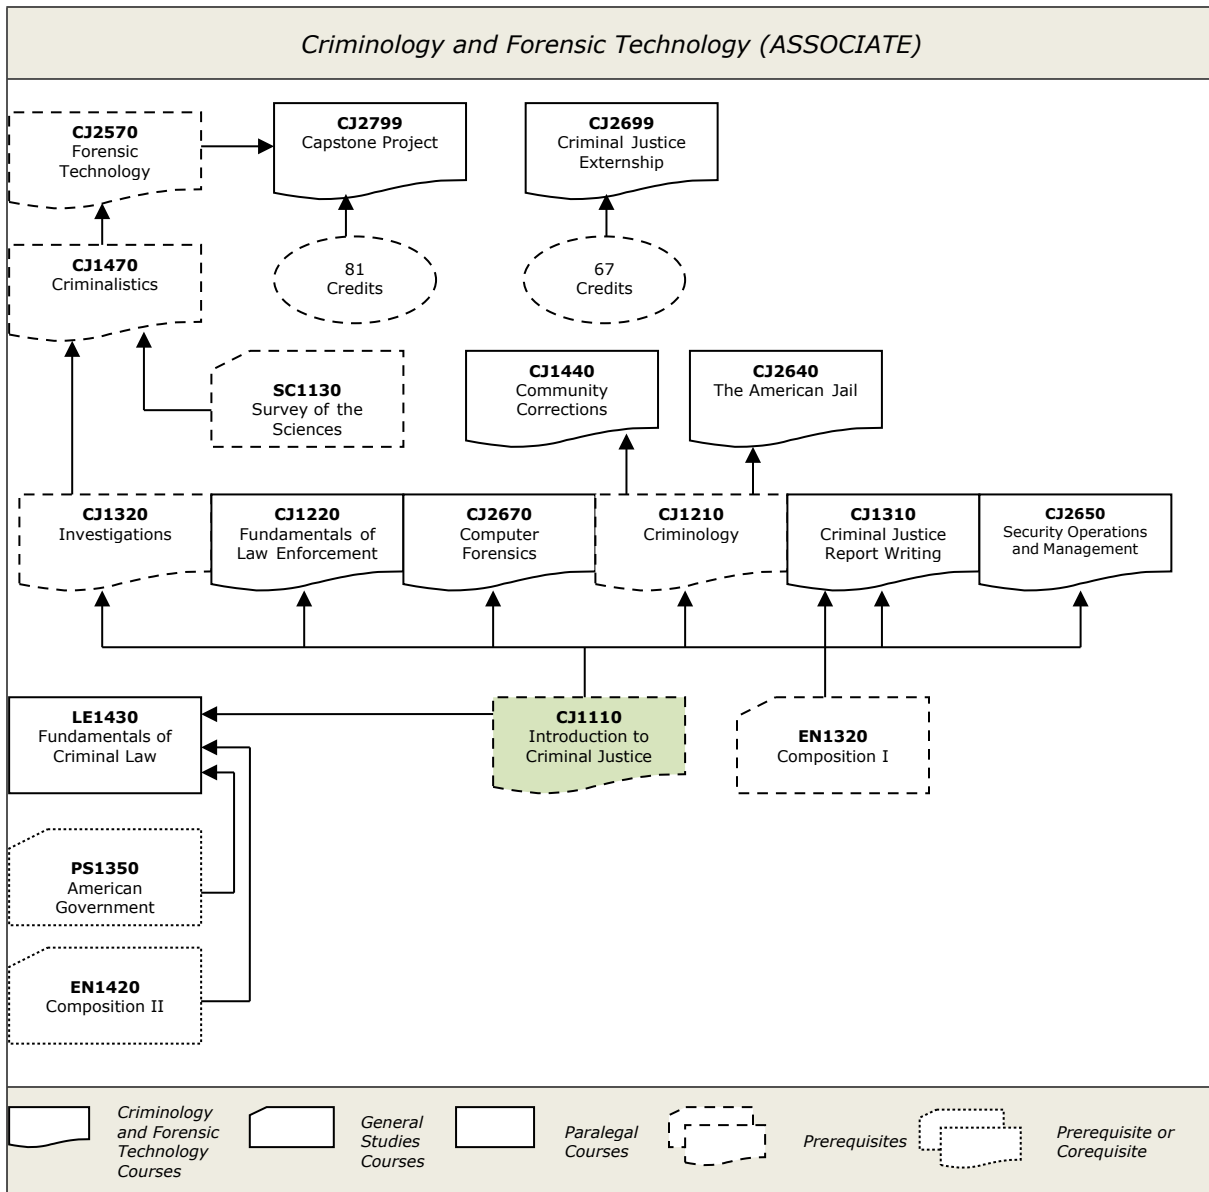 Criminology and Forensic Technology (ASSOCIATE)
CJ2570
Forensic
Technology
CJ2799
Capstone Project
CJ2699
Criminal Justice
Externship
CJ1470
Criminalistics
81
Credits
67
Credits
SC1130
Survey of the
Sciences
CJ1440
Community
Corrections
CJ2640
The American Jail
CJ1320
Investigations
CJ1220
Fundamentals of
Law Enforcement
CJ2670
Computer
Forensics
CJ1210
Criminology
CJ1310
Criminal Justice
Report Writing
CJ2650
Security Operations
and Management
LE1430
Fundamentals of
Criminal Law
CJ1110
Introduction to
Criminal Justice
EN1320
Composition I
PS1350
American
Government
EN1420
Composition II
Criminology
and Forensic
Technology
Courses
General
Studies
Courses
Paralegal
Courses
Prerequisites
Prerequisite or
Corequisite